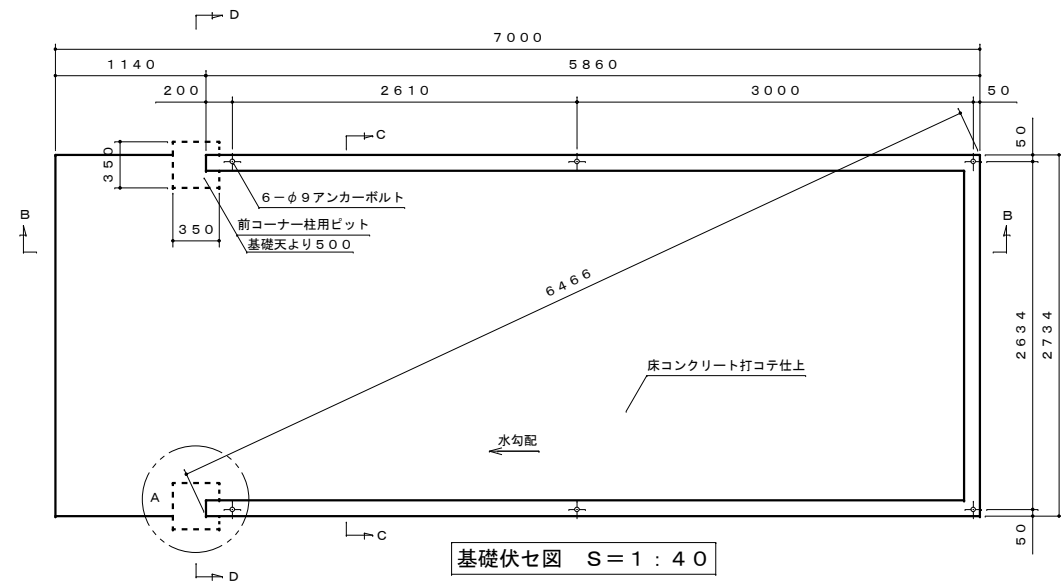 D
7000
1140 5860
200 2610 3000 50
C
50
350
6-φ9アンカーボルト
前コーナー柱用ピット
基礎天より500
350
B
B
6466
2634
2734
床コンクリート打コテ仕上
水勾配
A
C
50
基礎伏セ図 S=1:40
D